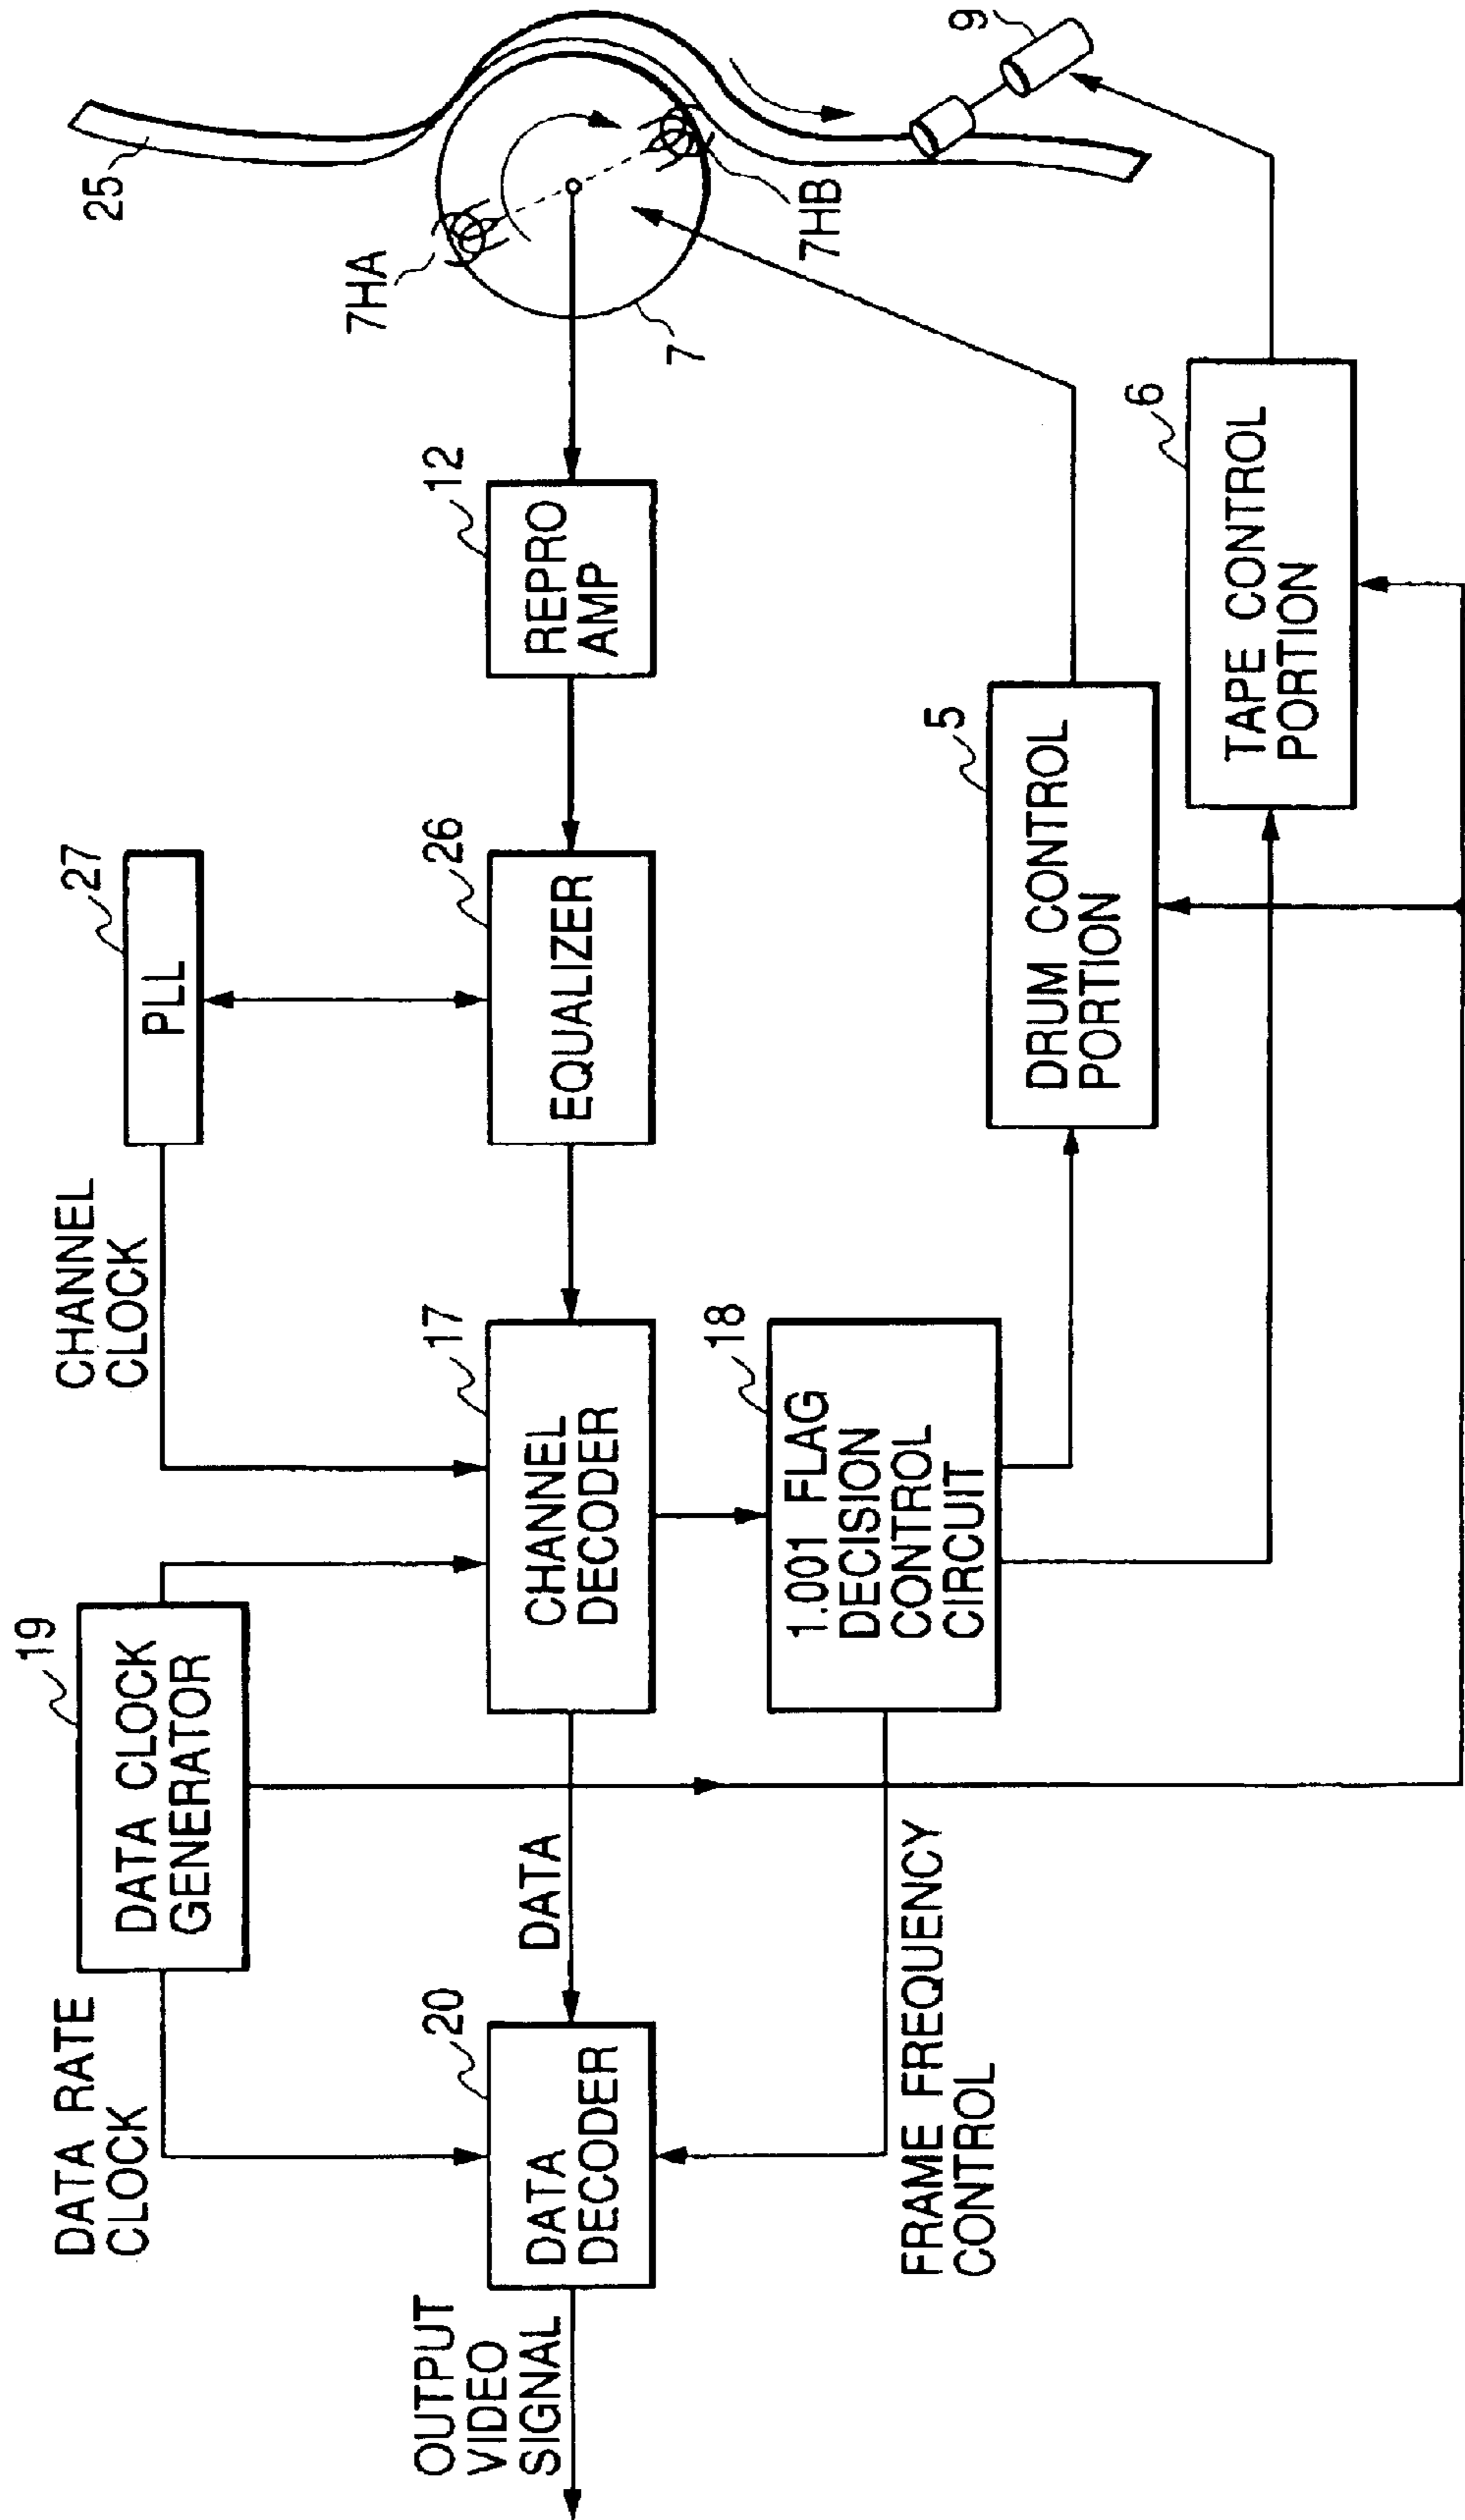 OUTPUT
VIDEO
SIGNAL
DATA RATE
CLOCK
20
DATA
DECODER
FRAME FREQUENCY
CONTROL
19
DATA CLOCK
GENERATOR
DATA
CHANNEL
CLOCK
17
CHANNEL
DECODER
18
1.001 FLAG
DECISION
CONTROL
CIRCUIT
27
PLL
26
EQUALIZER
5
DRUM CONTROL
PORTION
12
REPRO
AMP
6
TAPE CONTROL
PORTION
25
7HA
7
7HB
9